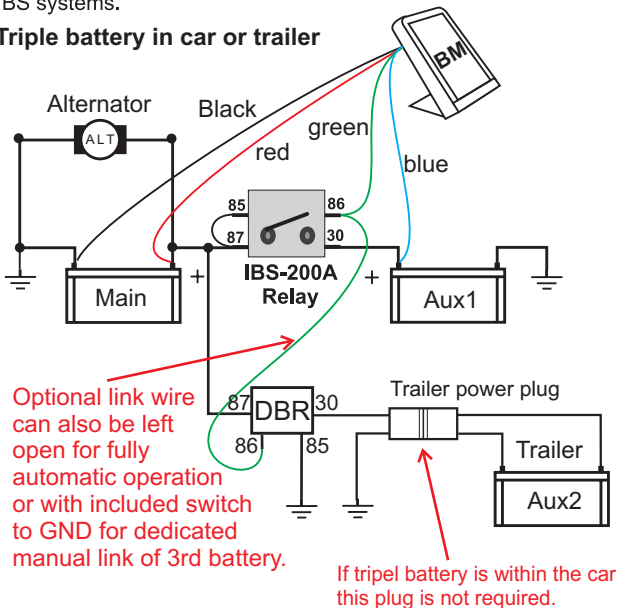 IBS systems.
Triple battery in car or trailer
BM
Alternator
Black
ALT
green
red
blue
85
86
87
30
IBS-200A
Relay
+
+
Main
Aux1
Optional link wire
can also be left
open for fully
automatic operation
or with included switch
to GND for dedicated
manual link of 3rd battery.
87
DBR
30
86
85
Trailer power plug
Trailer
Aux2
If tripel battery is within the car
this plug is not required.